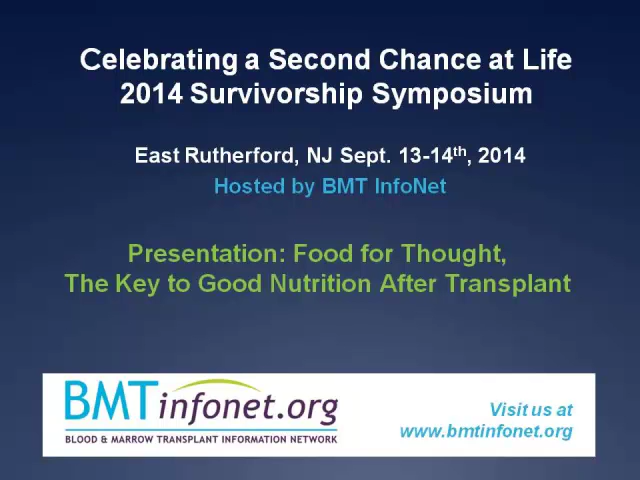 Celebrating a Second Chance at Life
2014 Survivorship Symposium
East Rutherford, NJ Sept. 13-14th, 2014
Hosted by BMT InfoNet
Presentation: Food for Thought,
The Key to Good Nutrition After Transplant
BMTinfonet.org
BLOOD & MARROW TRANSPLANT INFORMATION NETWORK
Visit us at
www.bmtinfonet.org